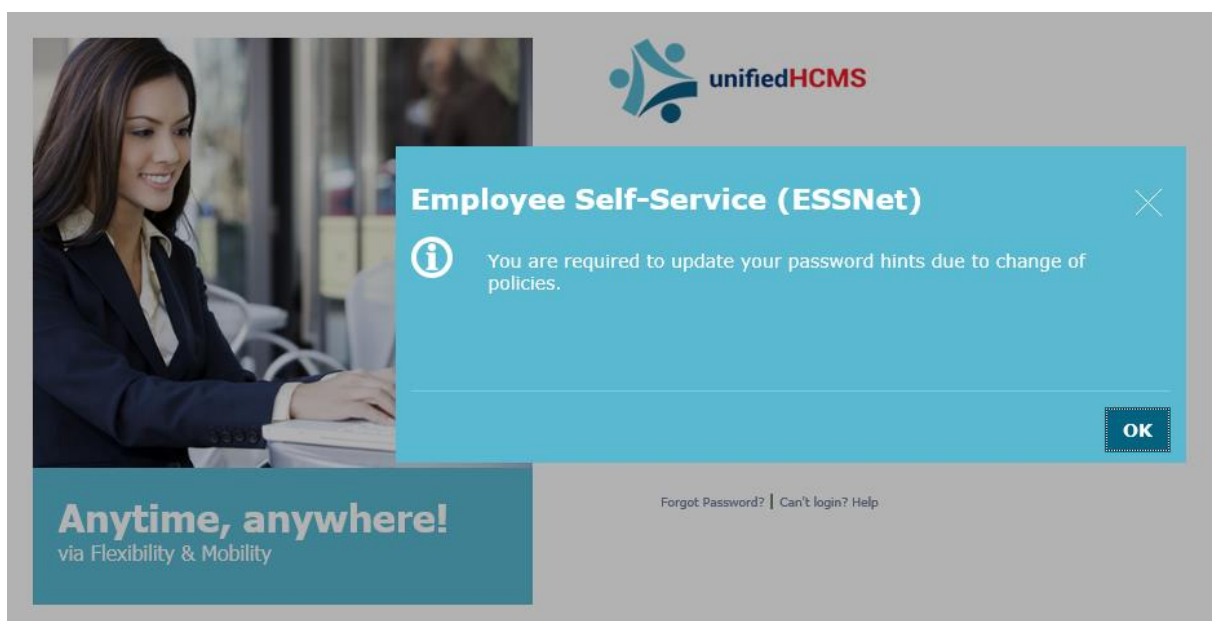 unifiedHCMS
Employee Self-Service (ESSNet)
You are required to update your password hints due to change of
policies.
OK
Forgot Password? | Can't login? Help
Anytime, anywhere!
via Flexibility & Mobility